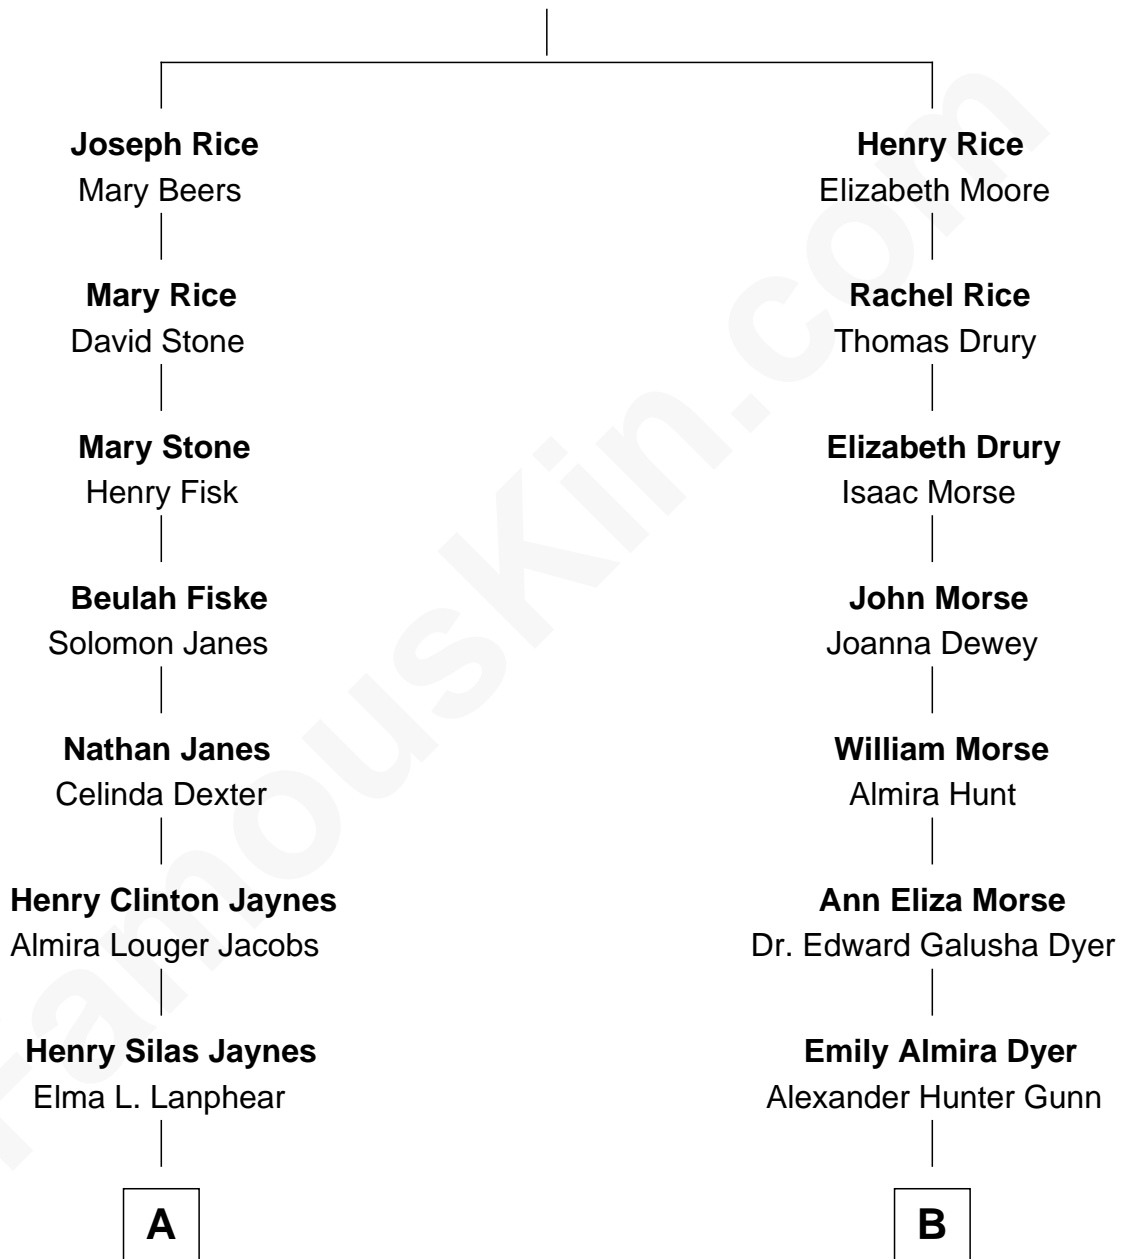 Joseph Rice
Mary Beers
Mary Rice
David Stone
Mary Stone
Henry Fisk
Beulah Fiske
Solomon Janes
Nathan Janes
Celinda Dexter
Henry Clinton Jaynes
Almira Louger Jacobs
Henry Silas Jaynes
Elma L. Lanphear
A
Henry Rice
Elizabeth Moore
Rachel Rice
Thomas Drury
Elizabeth Drury
Isaac Morse
John Morse
Joanna Dewey
William Morse
Almira Hunt
Ann Eliza Morse
Dr. Edward Galusha Dyer
Emily Almira Dyer
Alexander Hunter Gunn
B
FamousKin.com